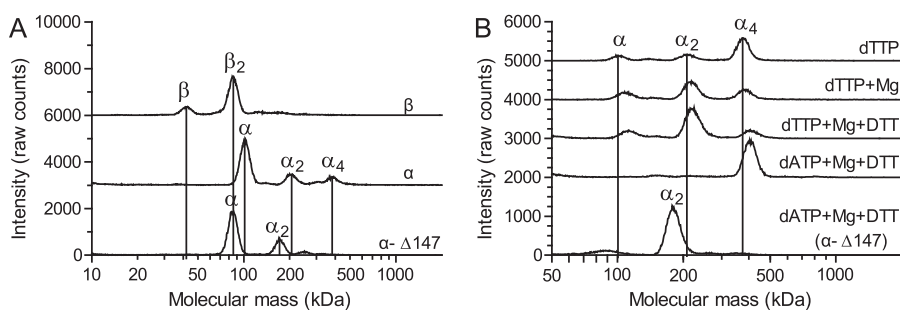 A
Intensity (raw counts)
10000
8000
6000
4000
2000
0
β
β2
β
α
α2
α4
α
α
α2
α- Δ147
10 20 50 100 200 500 1000
Molecular mass (kDa)
B
Intensity (raw counts)
6000
5000
4000
3000
2000
1000
0
α
α2
α4
dTTP
dTTP+Mg
dTTP+Mg+DTT
dATP+Mg+DTT
α2
dATP+Mg+DTT
(α- Δ147)
50 100 200 500 1000
Molecular mass (kDa)